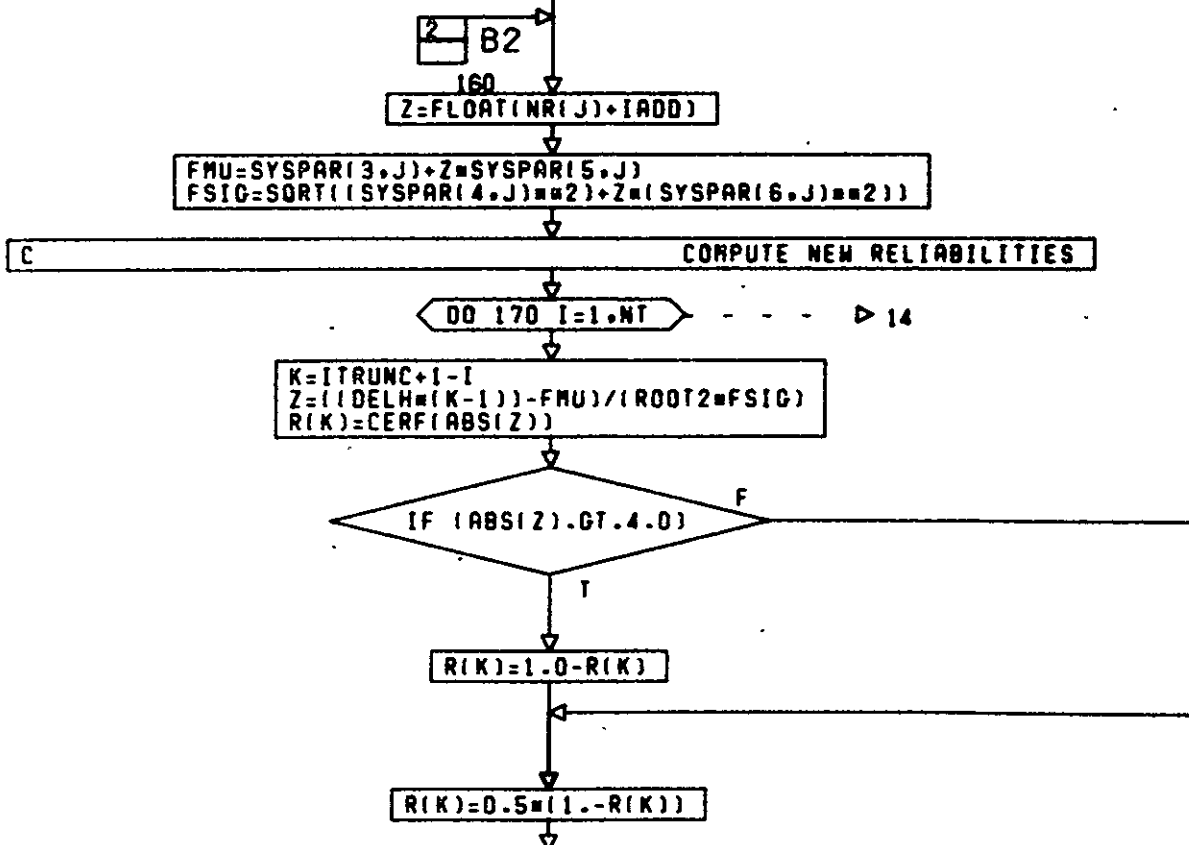 2
B2
160
Z=FLOAT(NR(J)+IADD)
FMU=SYSPAR(3,J)+Z*SYSPAR(5,J)
FSIG=SQRT((SYSPAR(4,J)**2)+Z*(SYSPAR(6,J)**2))
C COMPUTE NEW RELIABILITIES
DO 170 I=1,NT
14
K=ITRUNC+1-I
Z=((DELH*(K-1))-FMU)/(ROOT2*FSIG)
R(K)=CERF(ABS(Z))
IF (ABS(Z).GT.4.0)
F
T
R(K)=1.0-R(K)
R(K)=0.5*(1.-R(K))